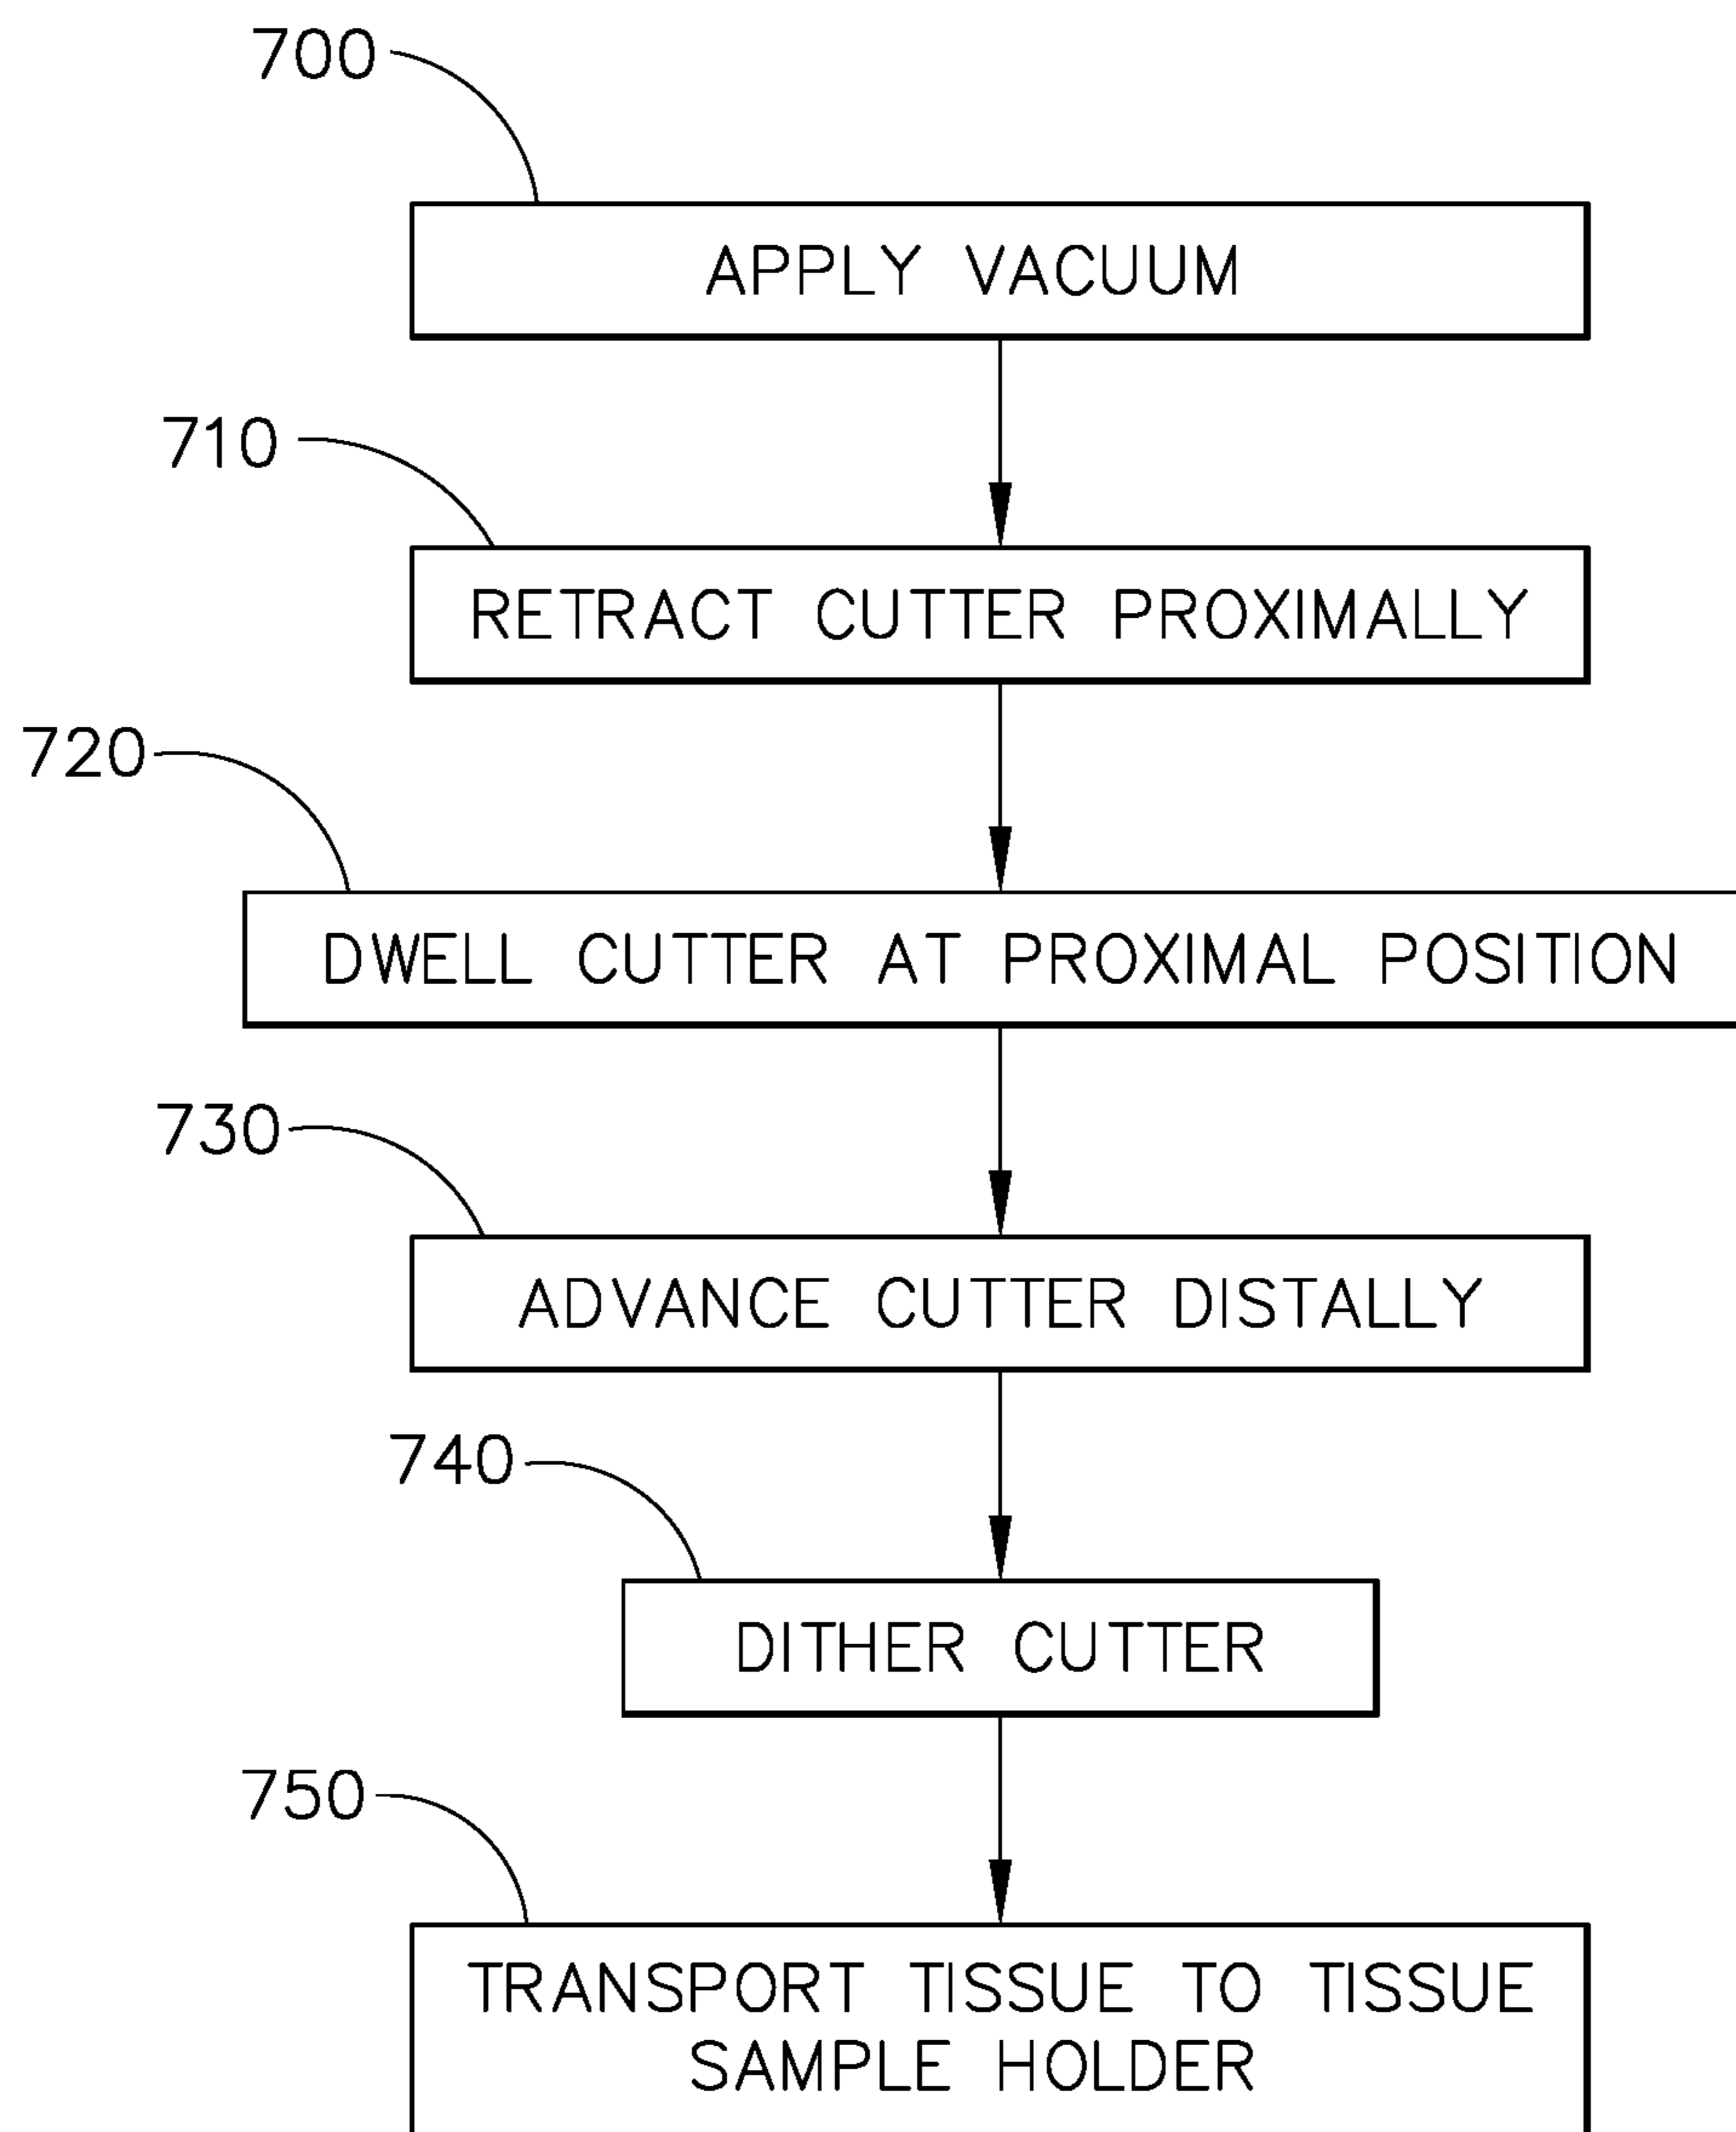 700
APPLY VACUUM
710
RETRACT CUTTER PROXIMALLY
720
DWELL CUTTER AT PROXIMAL POSITION
730
ADVANCE CUTTER DISTALLY
740
DITHER CUTTER
750
TRANSPORT TISSUE TO TISSUE
SAMPLE HOLDER